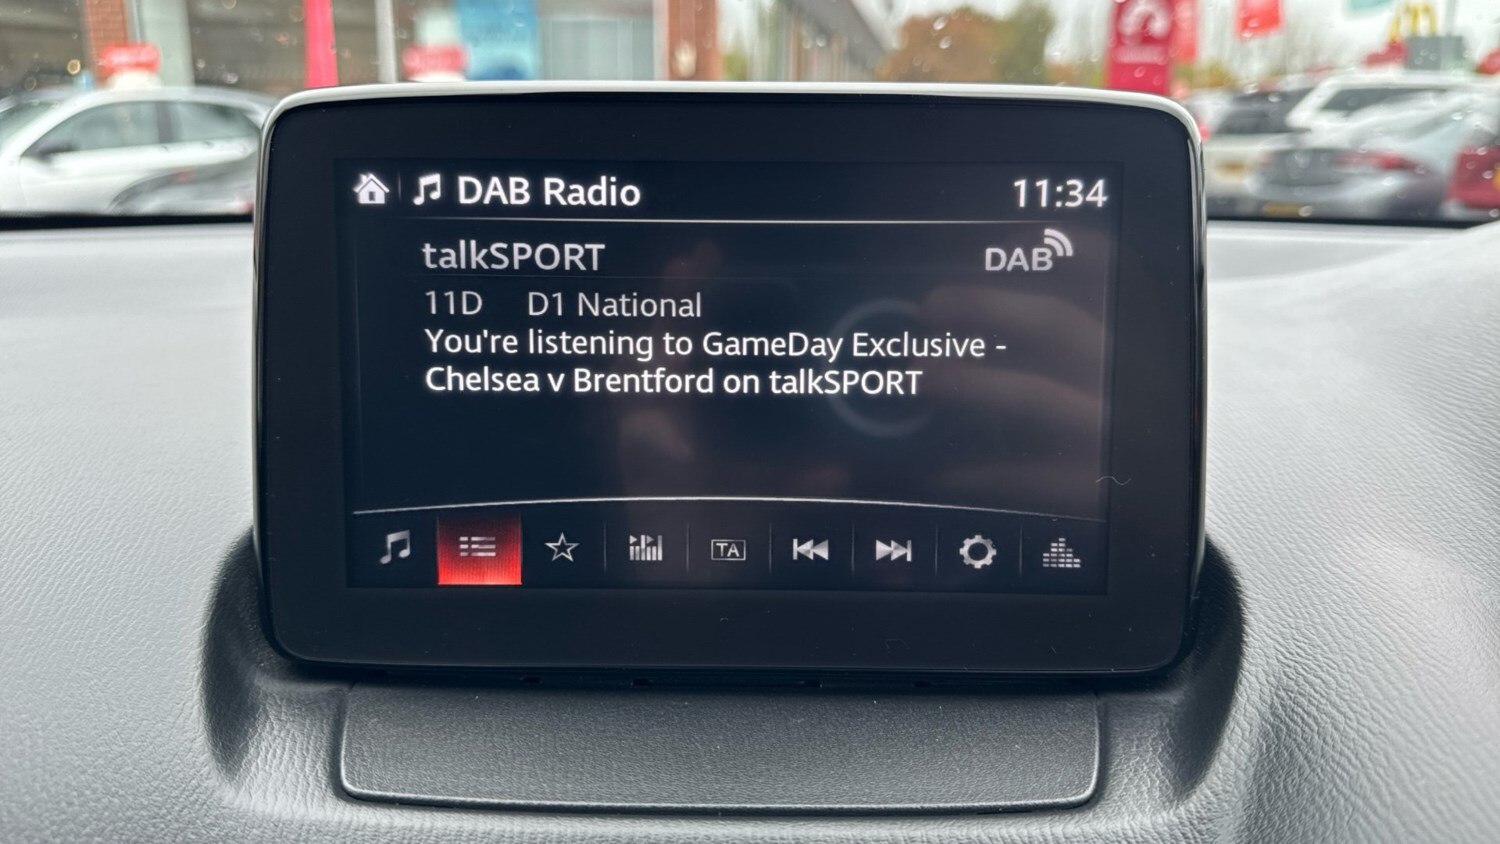 DAB Radio 11:34
talkSPORT DAB
11D D1 National
You're listening to GameDay Exclusive -
Chelsea v Brentford on talkSPORT
TA